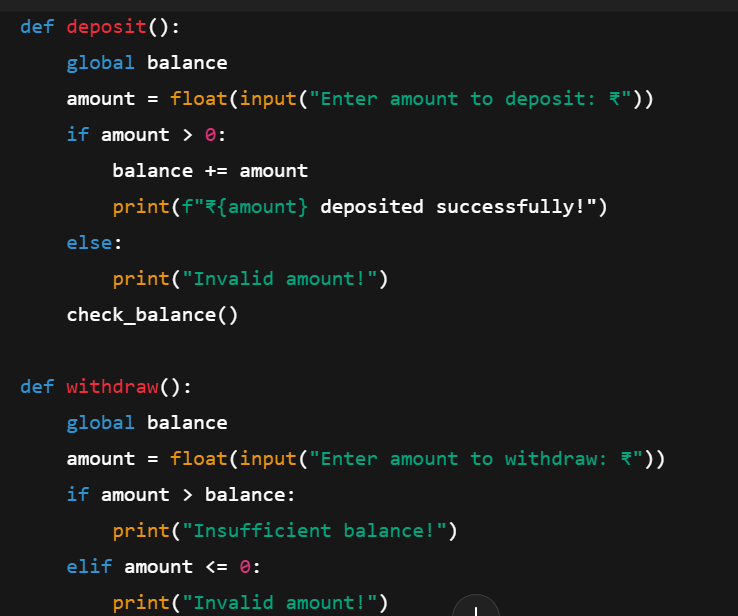 def deposit():
    global balance
    amount = float(input("Enter amount to deposit: ₹"))
    if amount > 0:
        balance += amount
        print(f"₹{amount} deposited successfully!")
    else:
        print("Invalid amount!")
    check_balance()

def withdraw():
    global balance
    amount = float(input("Enter amount to withdraw: ₹"))
    if amount > balance:
        print("Insufficient balance!")
    elif amount <= 0:
        print("Invalid amount!")